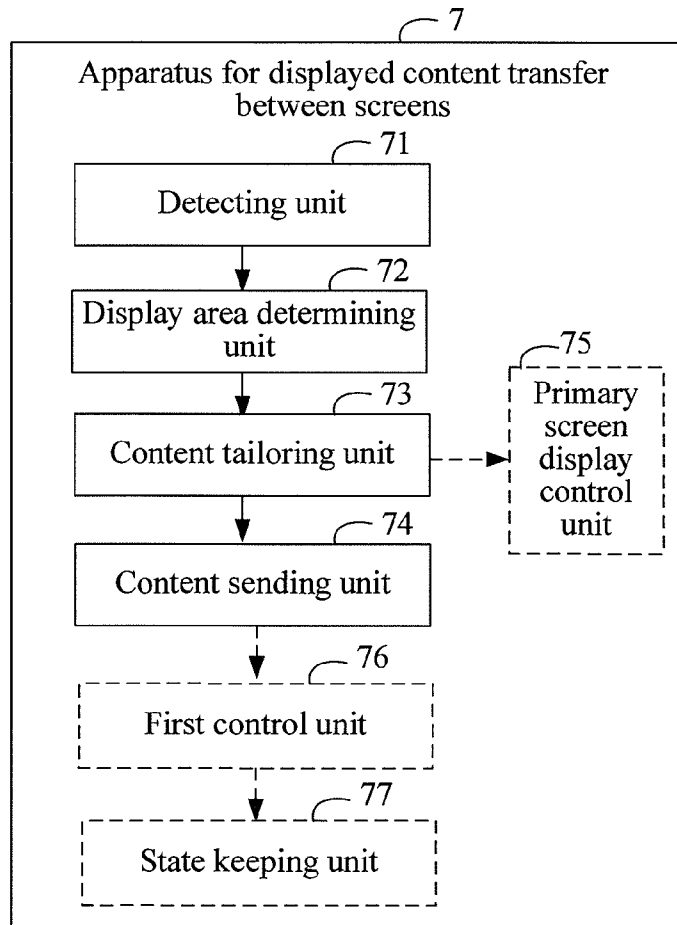 7
Apparatus for displayed content transfer
between screens
71
Detecting unit
72
Display area determining
unit
73
Content tailoring unit
75
Primary
screen
display
control
unit
74
Content sending unit
76
First control unit
77
State keeping unit